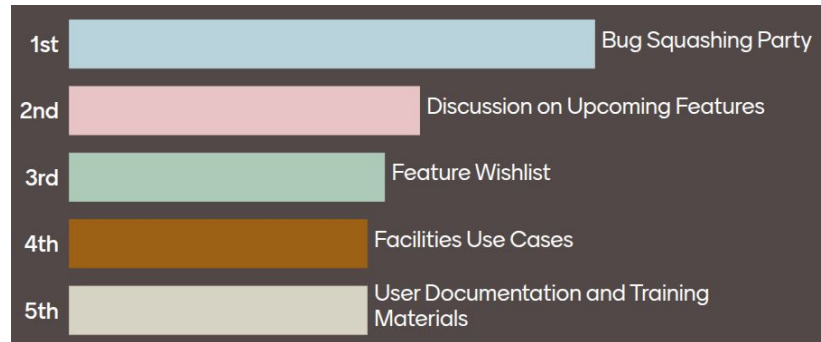 1st Bug Squashing Party
2nd Discussion on Upcoming Features
3rd Feature Wishlist
4th Facilities Use Cases
5th User Documentation and Training
Materials